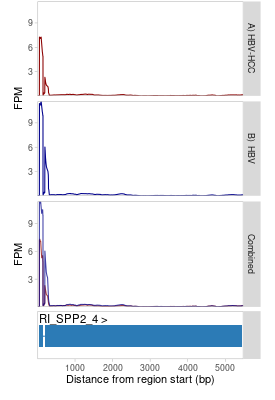 9
6
3
FPM
A) HBV-HCC
9
6
3
B) HBV
9
6
3
FPM
Combined
RI_SPP2_4 >
1000 2000 3000 4000 5000
Distance from region start (bp)